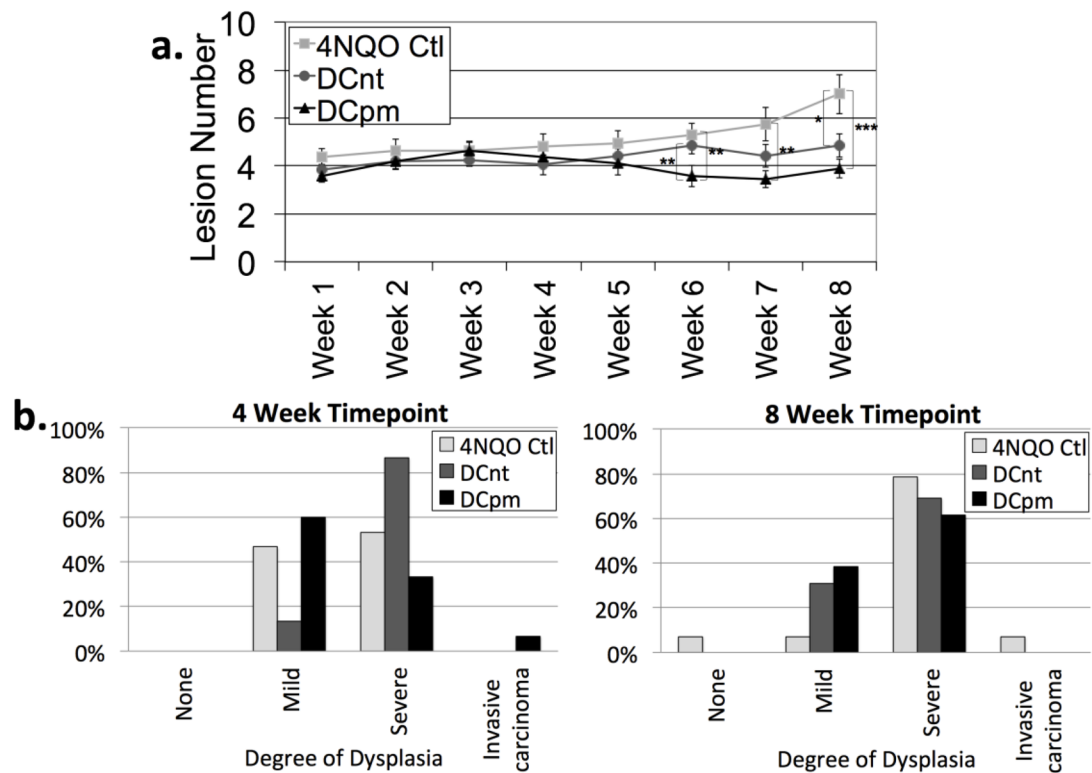 a.
Lesion Number
10
8
6
4
2
0
4NQO Ctl
DCnt
DCpm
** ** ** * ***
Week 1 Week 2 Week 3 Week 4 Week 5 Week 6 Week 7 Week 8
b.
4 Week Timepoint
100%
80%
60%
40%
20%
0%
4NQO Ctl
DCnt
DCpm
None Mild Severe Invasive
carcinoma
Degree of Dysplasia
8 Week Timepoint
100%
80%
60%
40%
20%
0%
4NQO Ctl
DCnt
DCpm
None Mild Severe Invasive
carcinoma
Degree of Dysplasia